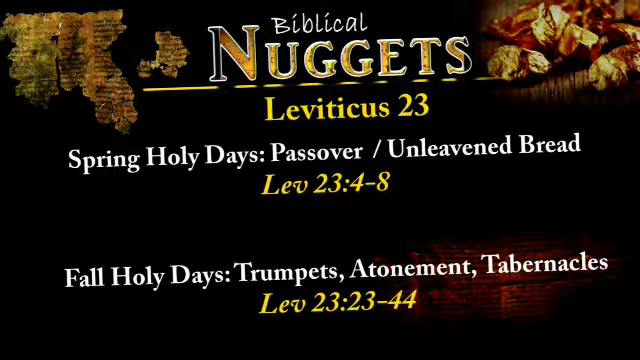 Biblical
NUGGETS
Leviticus 23
Spring Holy Days: Passover / Unleavened Bread
Lev 23:4-8
Fall Holy Days: Trumpets, Atonement, Tabernacles
Lev 23:23-44